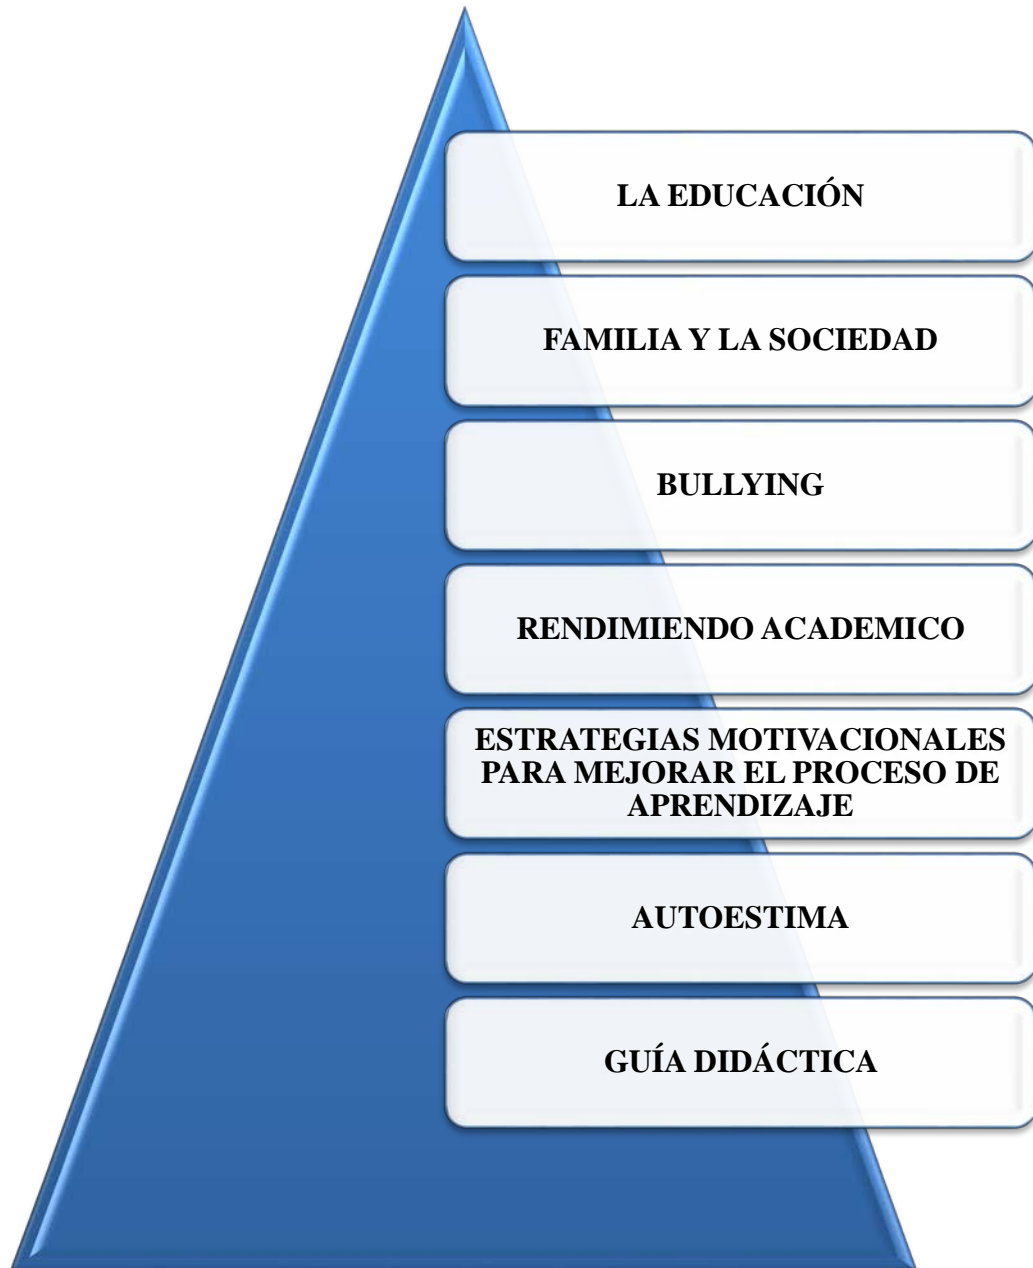 LA EDUCACIÓN
FAMILIA Y LA SOCIEDAD
BULLYING
RENDIMIENDO ACADEMICO
ESTRATEGIAS MOTIVACIONALES
PARA MEJORAR EL PROCESO DE
APRENDIZAJE
AUTOESTIMA
GUÍA DIDÁCTICA